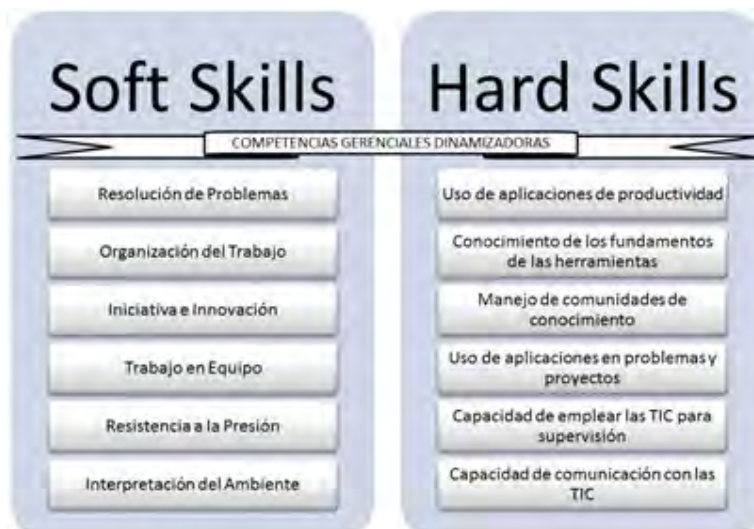 Soft Skills
Hard Skills
COMPETENCIAS GERENCIALES DINAMIZADORAS
Resolución de Problemas
Organización del Trabajo
Iniciativa e Innovación
Trabajo en Equipo
Resistencia a la Presión
Interpretación del Ambiente
Uso de aplicaciones de productividad
Conocimiento de los fundamentos
de las herramientas
Manejo de comunidades de
conocimiento
Uso de aplicaciones en problemas y
proyectos
Capacidad de emplear las TIC para
supervisión
Capacidad de comunicación con las
TIC